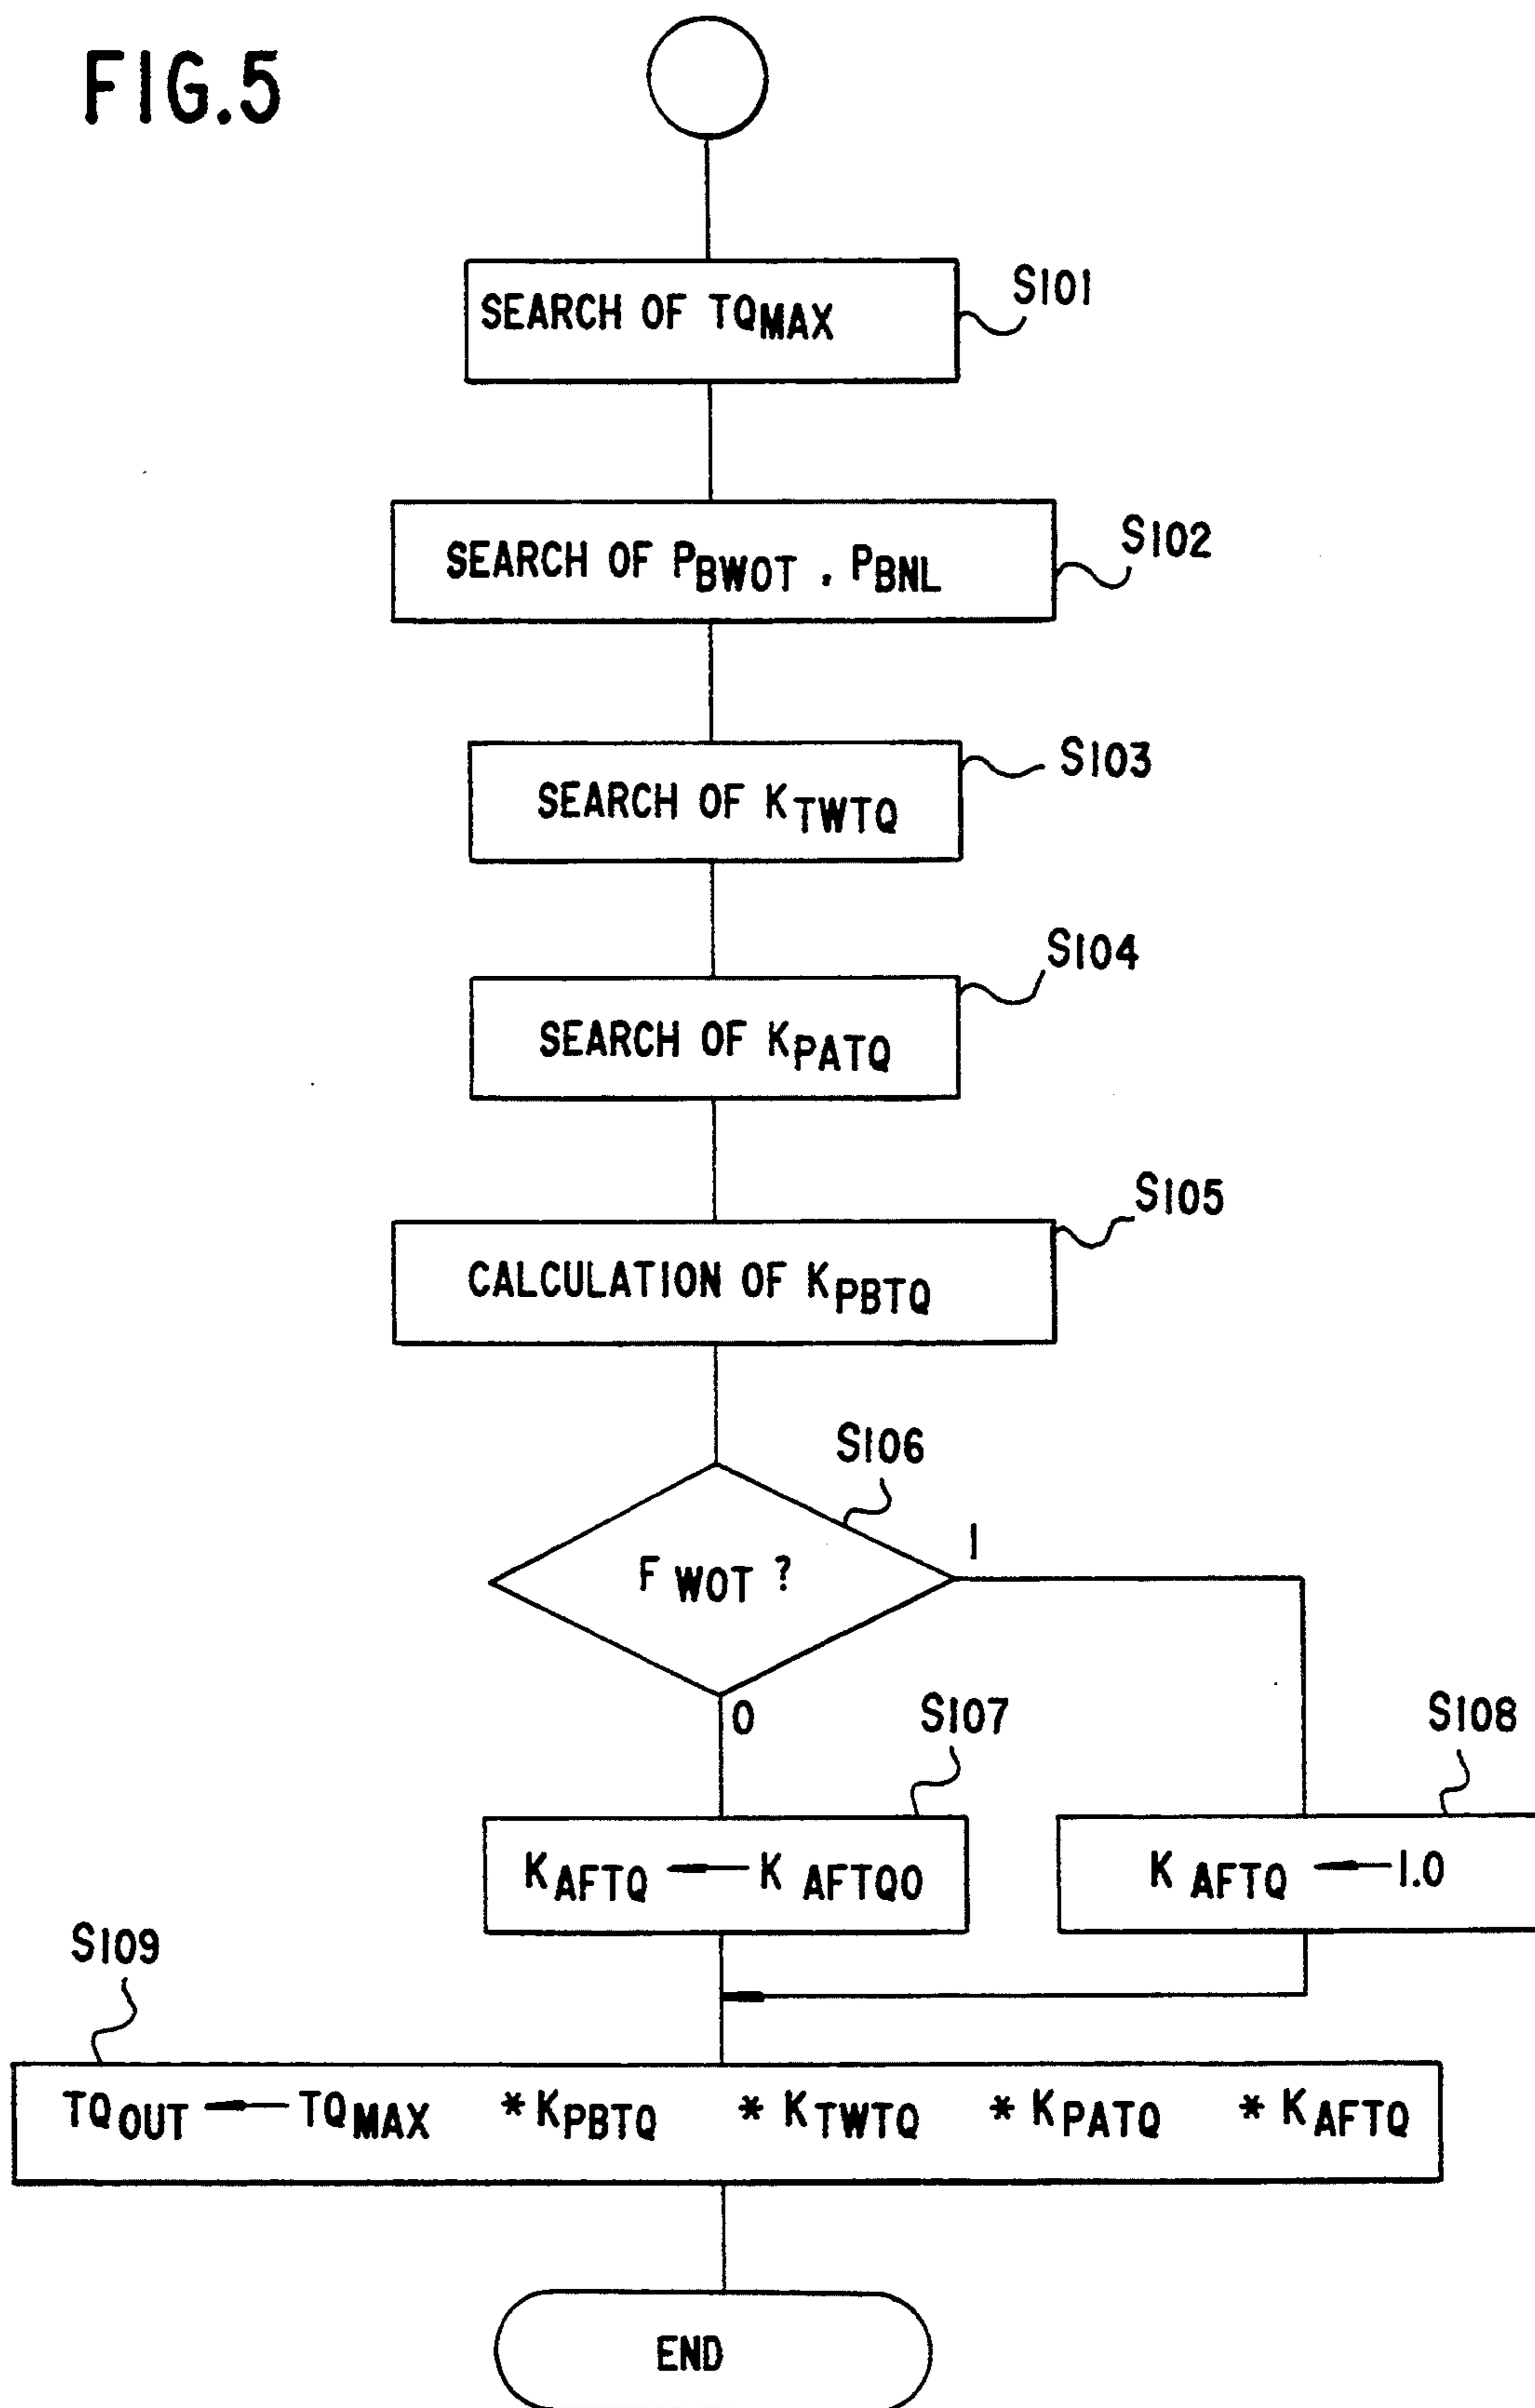 FIG.5
SEARCH OF TQMAX
S101
SEARCH OF PBWOT , PBNL
S102
SEARCH OF KTWTQ
S103
SEARCH OF KPATQ
S104
CALCULATION OF KPBTQ
S105
S106
F WOT ?
1
0
S107
S108
KAFTQ ← K AFTQ0
K AFTQ ← 1.0
S109
TQOUT ← TQMAX * KPBTQ * KTWTQ * KPATQ * KAFTQ
END